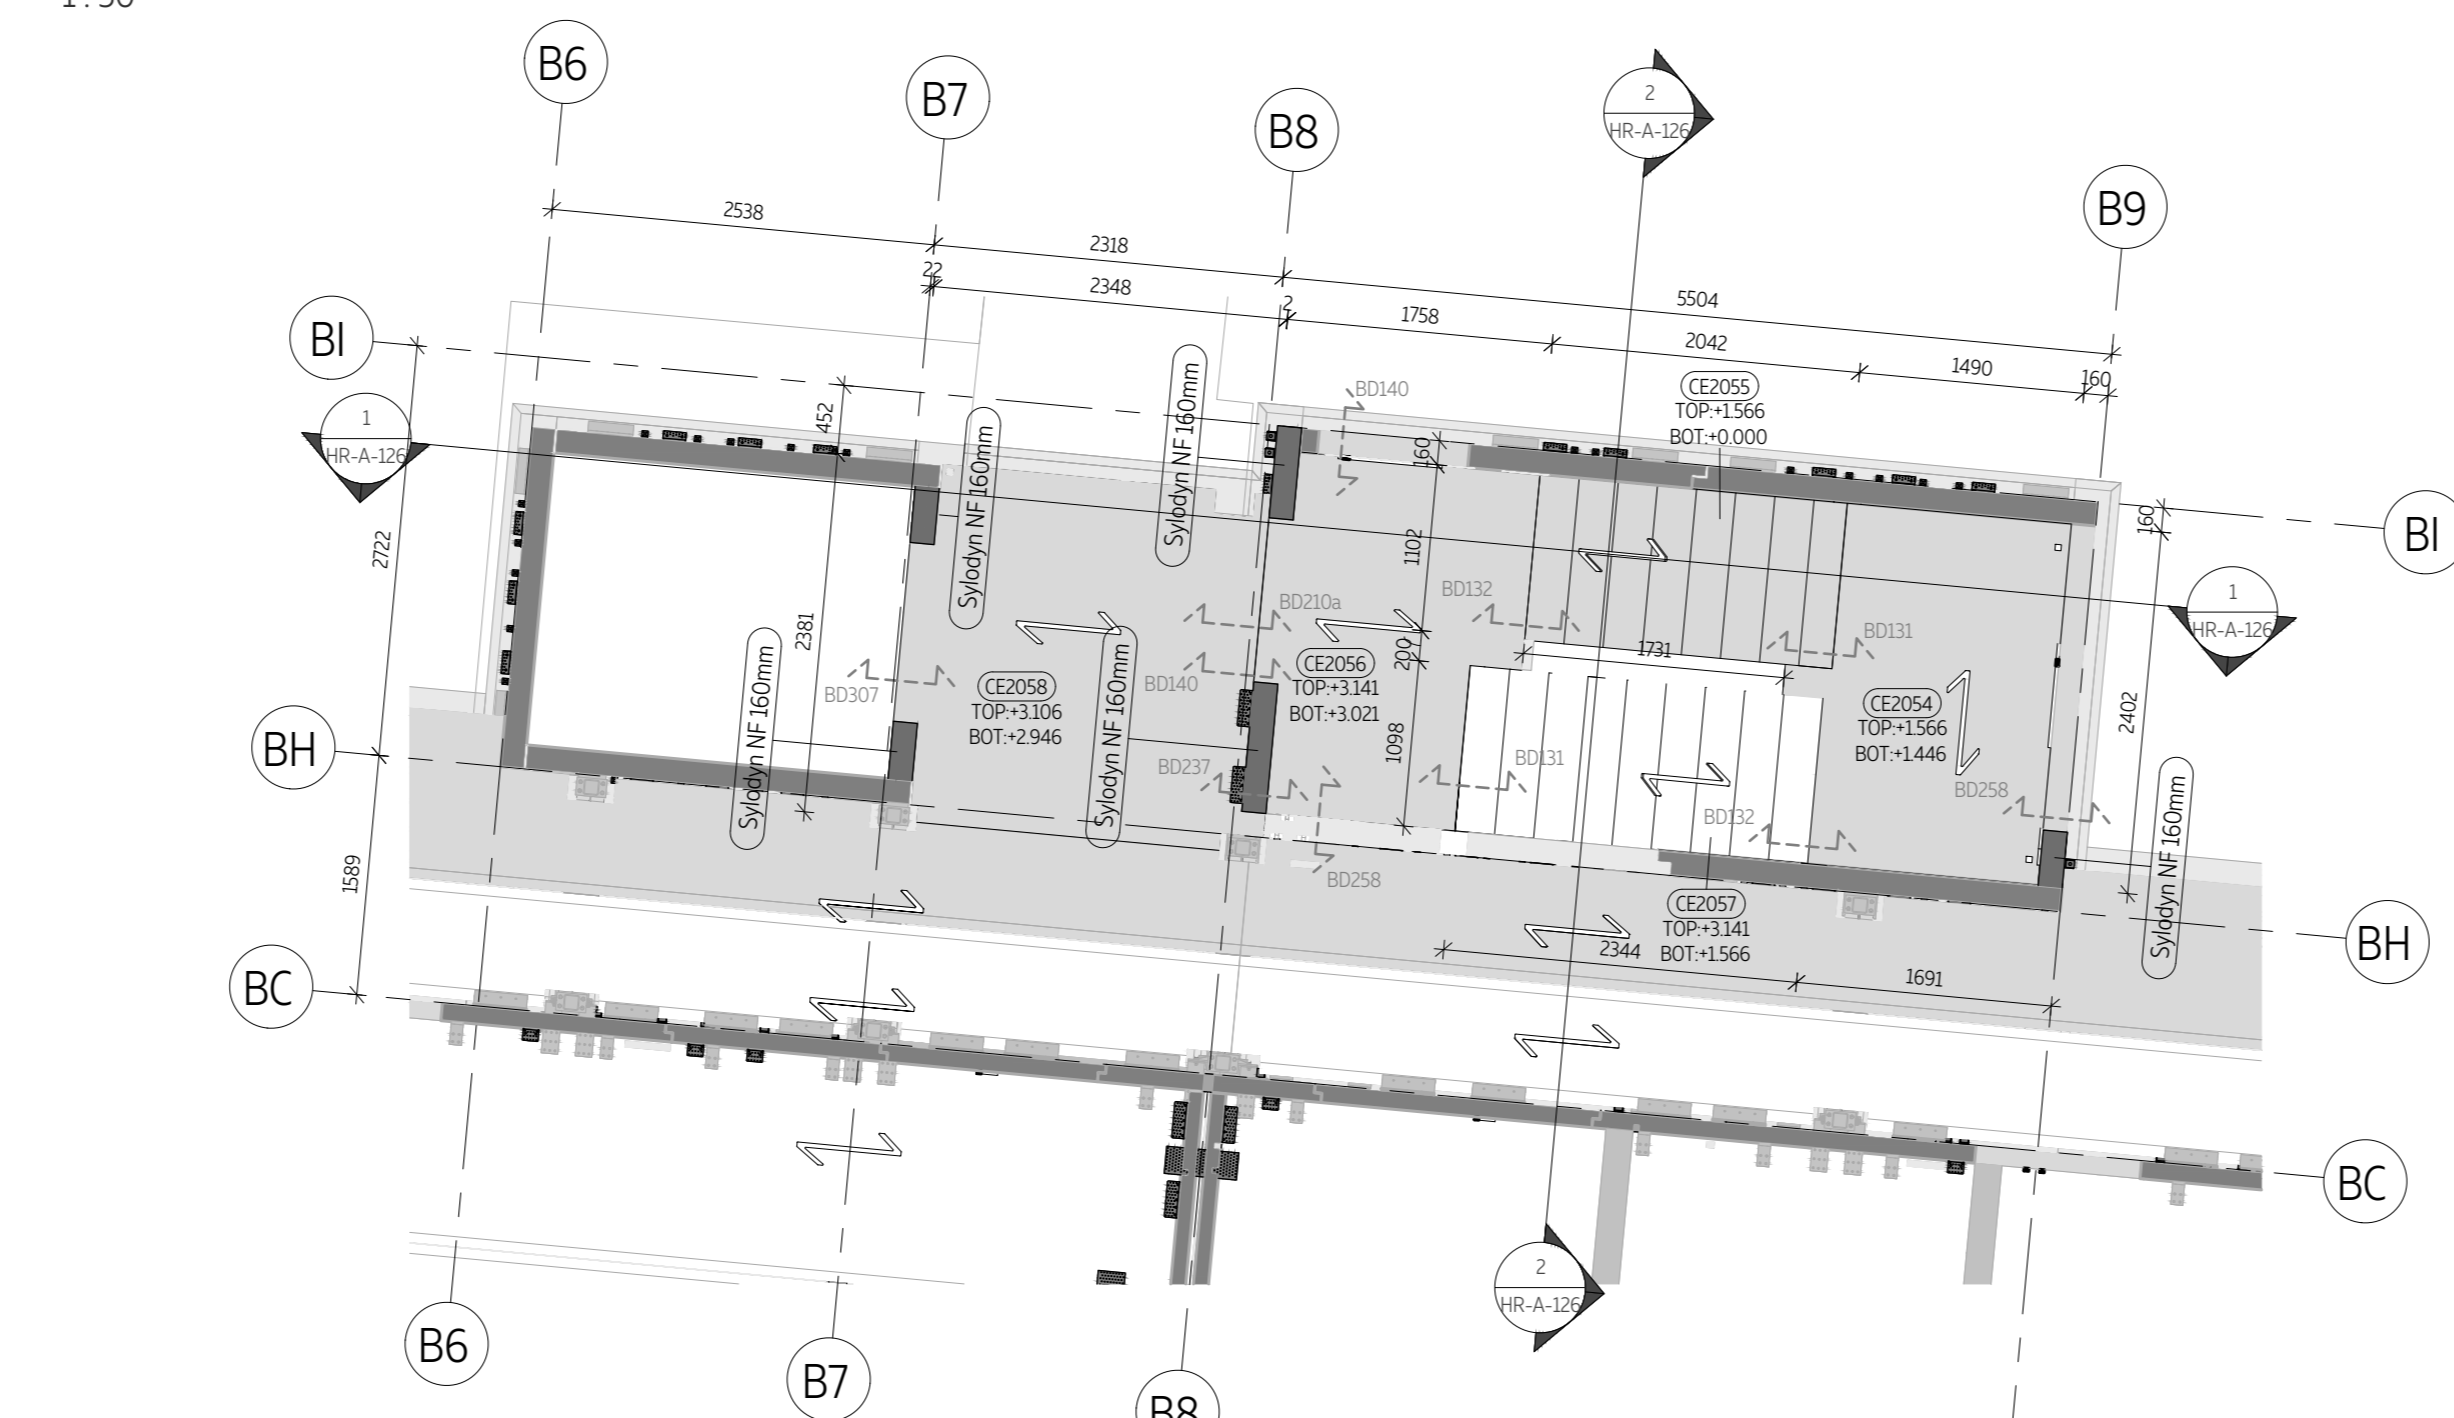 B6
B7
B8
2
HR-A-126
B9
2538
2318
22
2348
2
5504
1758
2042
1490
160
BI
1
HR-A-126
452
BD140
CE2055
TOP:+1.566
BOT:+0.000
160
160
BI
Sylodyn NF 160mm
Sylodyn NF 160mm
2722
1102
2381
BD210a
BD132
200
1731
BD131
1
HR-A-126
BD307
CE2058
TOP:+3.106
BOT:+2.946
BD140
CE2056
TOP:+3.141
BOT:+3.021
CE2054
TOP:+1.566
BOT:+1.446
2402
BH
Sylodyn NF 160mm
Sylodyn NF 160mm
1098
BD237
BD131
BD132
BD258
Sylodyn NF 160mm
1589
BD258
CE2057
TOP:+3.141
BOT:+1.566
2344
1691
BH
BC
BC
2
HR-A-126
B6
B7
B8